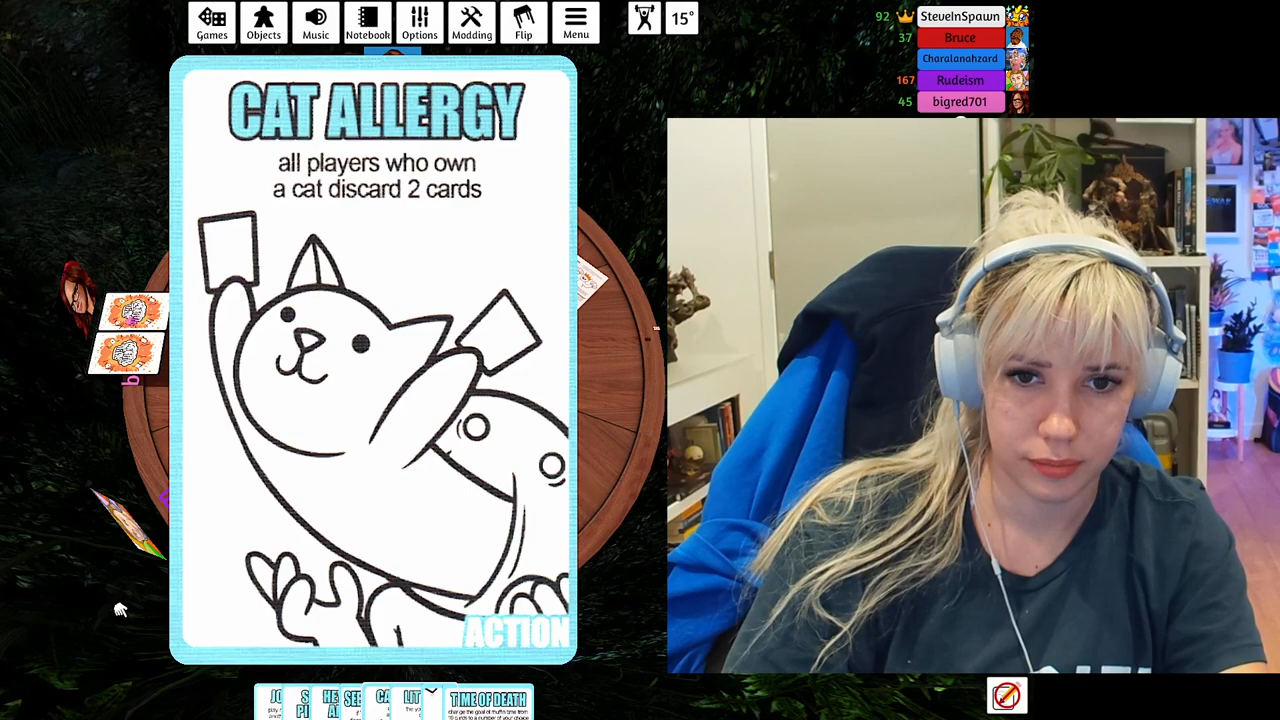 Games Objects Music Notebook Options Modding Flip Menu 15°
92 SteveInSpawn
37 Bruce
Charalanahzard
167 Rudeism
45 bigred701
CAT ALLERGY
all players who own
a cat discard 2 cards
ACTION
TIME OF DEATH